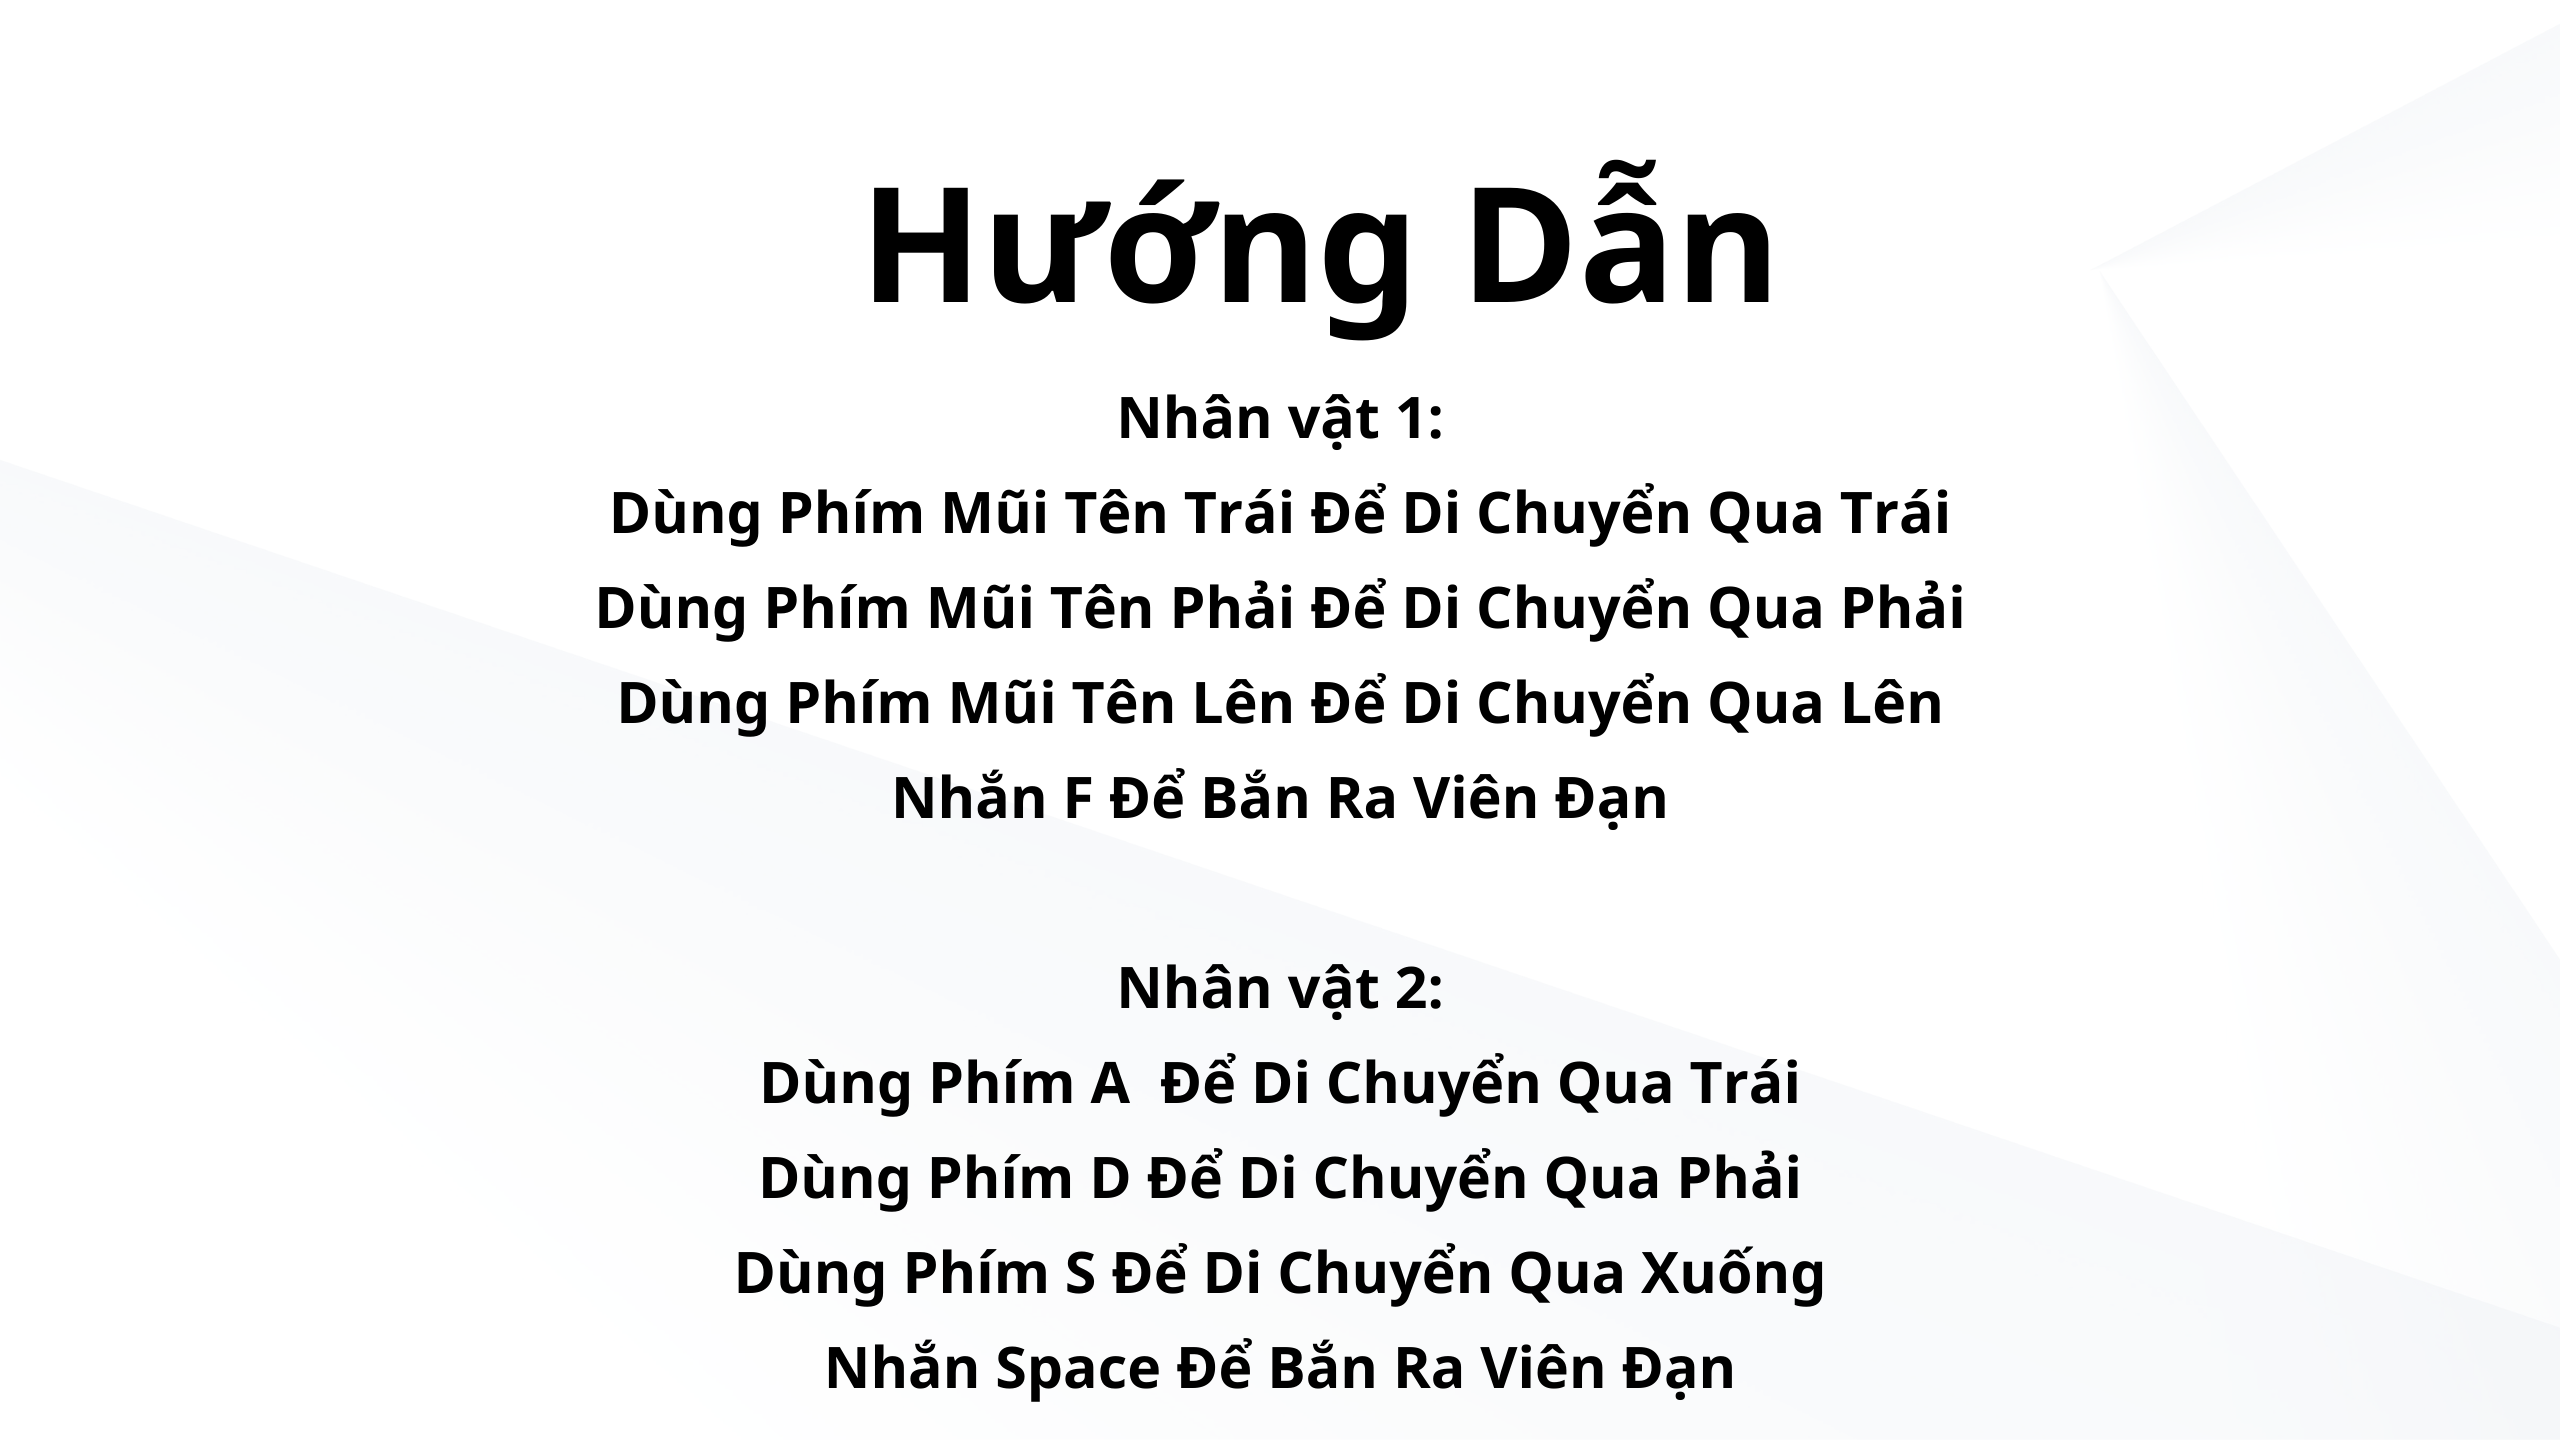 Hướng Dẫn
Nhân vật 1:
Dùng Phím Mũi Tên Trái Để Di Chuyển Qua Trái
Dùng Phím Mũi Tên Phải Để Di Chuyển Qua Phải
Dùng Phím Mũi Tên Lên Để Di Chuyển Qua Lên
Nhắn F Để Bắn Ra Viên Đạn
Nhân vật 2:
Dùng Phím A  Để Di Chuyển Qua Trái
Dùng Phím D Để Di Chuyển Qua Phải
Dùng Phím S Để Di Chuyển Qua Xuống
Nhắn Space Để Bắn Ra Viên Đạn